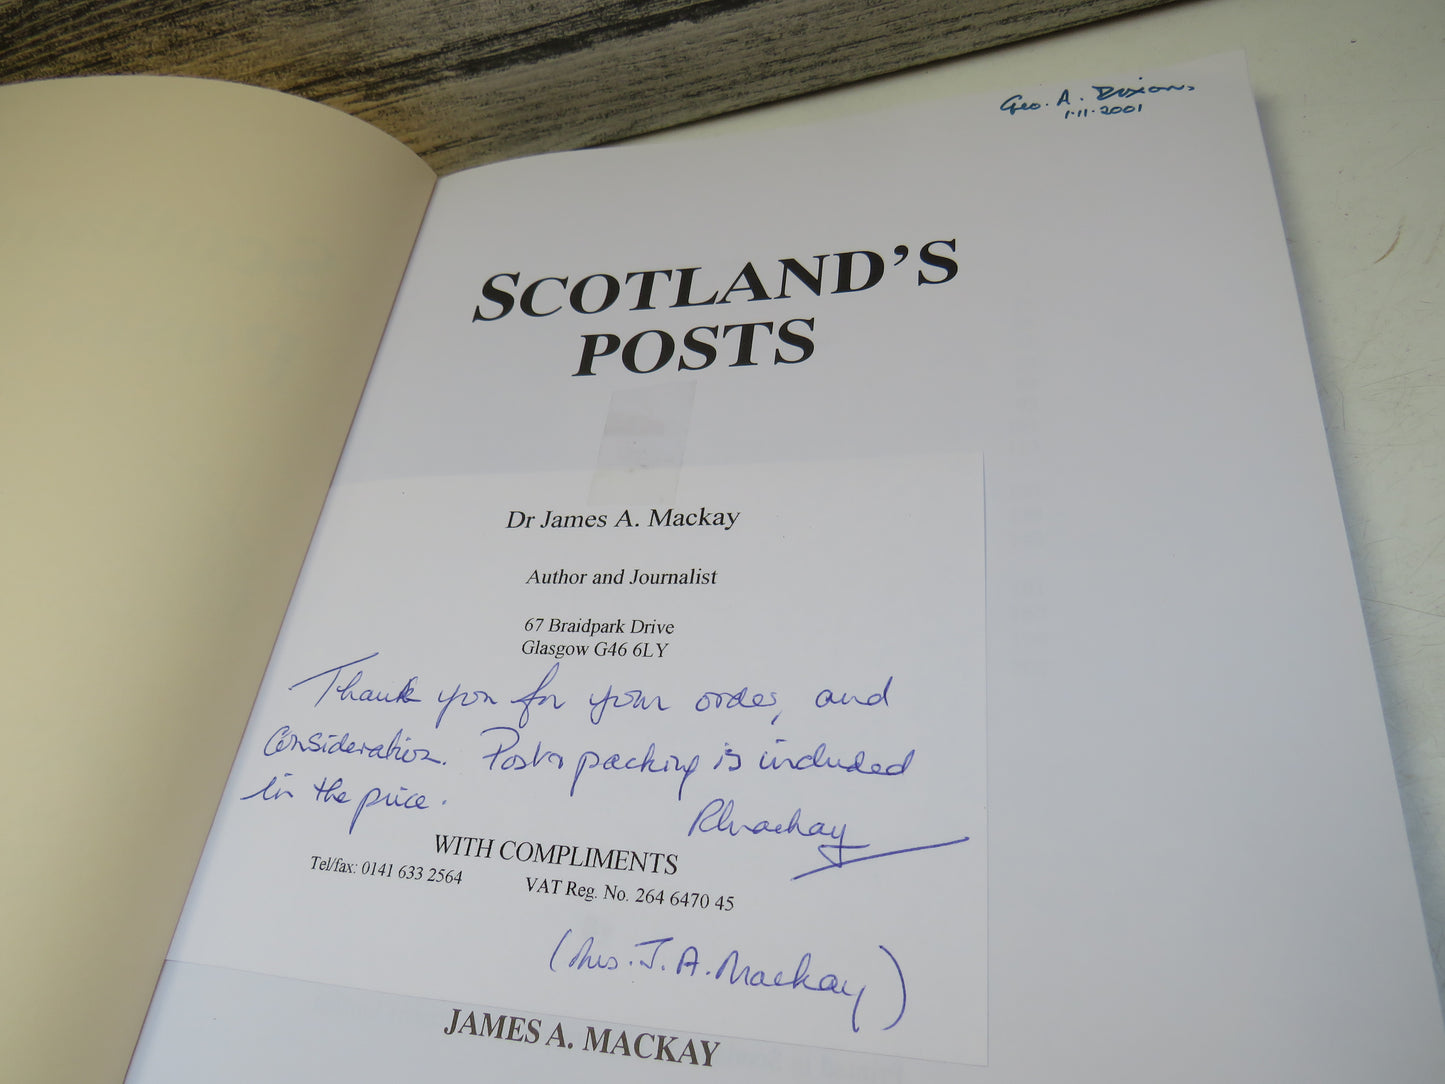 Geo. A.
1·11·2001
SCOTLAND'S
POSTS
Dr James A. Mackay
Author and Journalist
67 Braidpark Drive
Glasgow G46 6LY
Thank you for your order, and
consideration. Post & packing is included
in the price.
Mackay
WITH COMPLIMENTS
Tel/fax: 0141 633 2564 VAT Reg. No. 264 6470 45
(Mrs. J. A. Mackay)
JAMES A. MACKAY